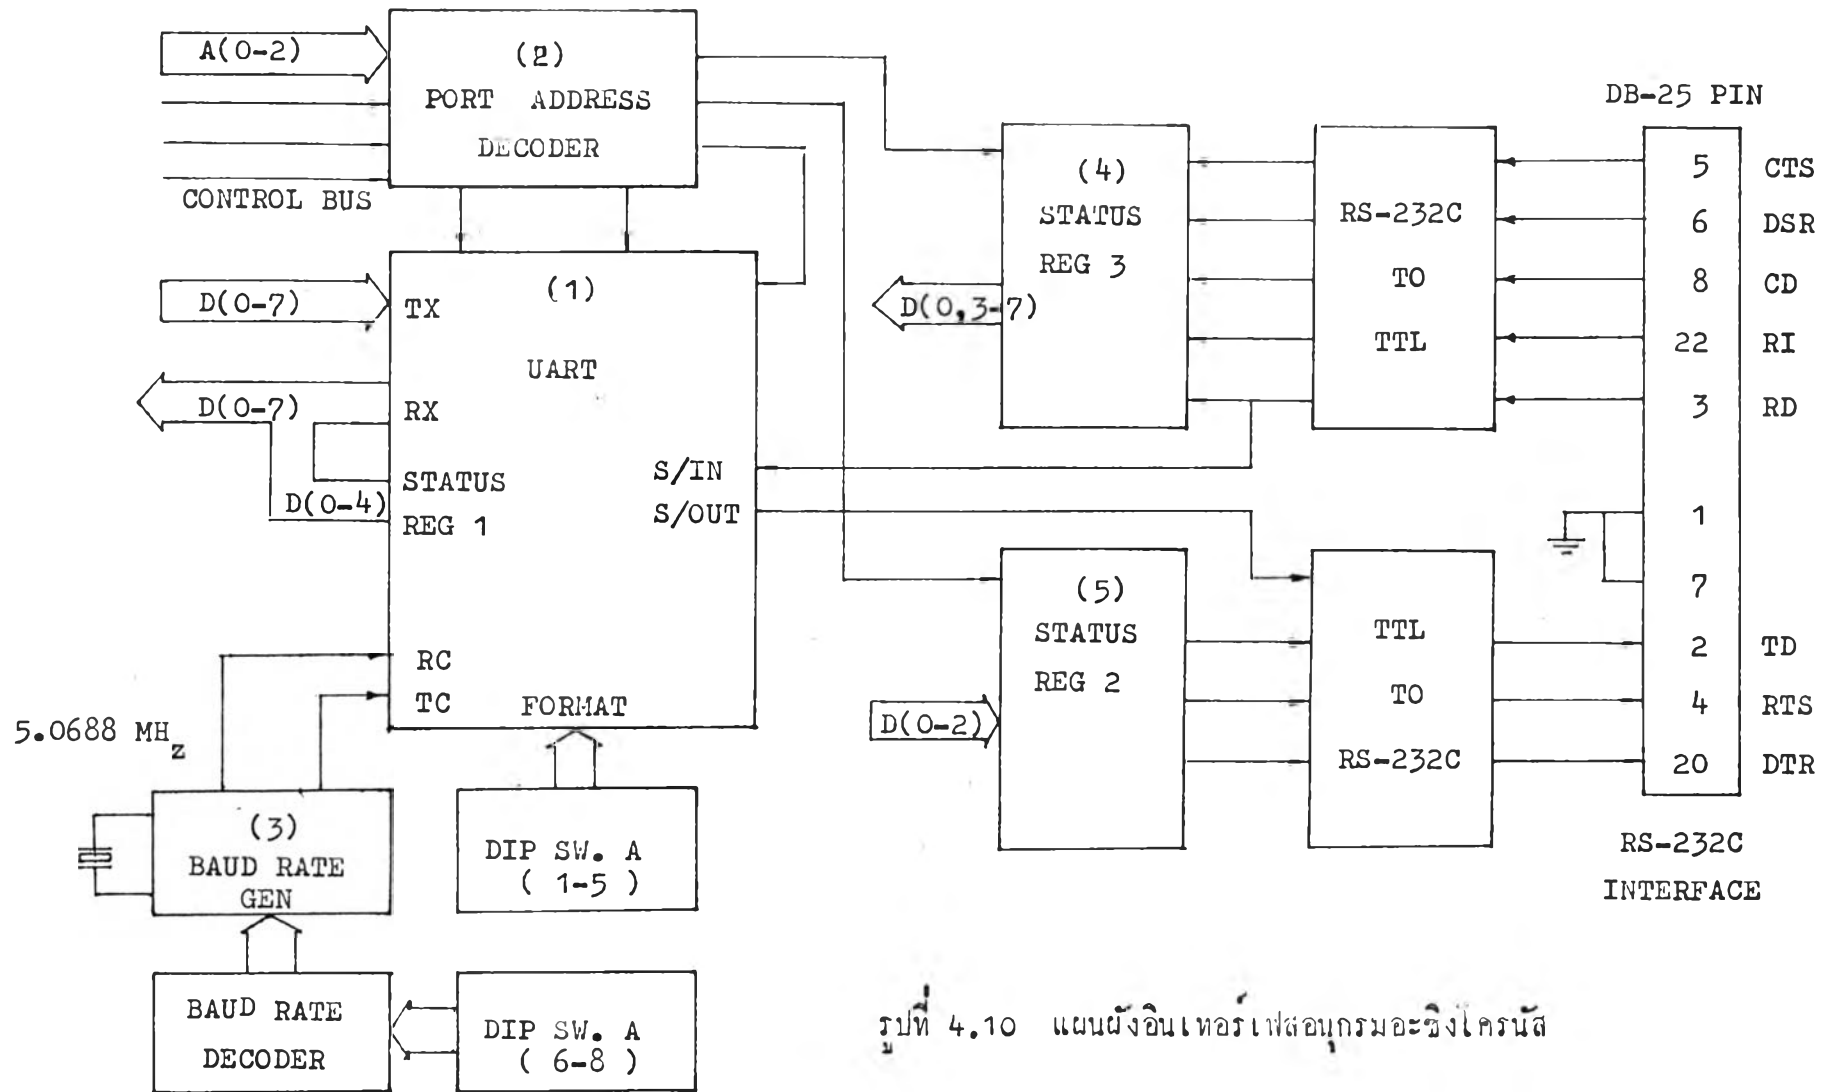 A(0-2)
(2)
PORT ADDRESS
DECODER
CONTROL BUS
D(0-7)
TX
(1)
UART
D(0-7)
RX
STATUS
D(0-4)
REG 1
S/IN
S/OUT
RC
TC
FORMAT
5.0688 MHz
(3)
BAUD RATE
GEN
DIP SW. A
( 1-5 )
BAUD RATE
DECODER
DIP SW. A
( 6-8 )
(4)
STATUS
REG 3
D(0,3-7)
RS-232C
TO
TTL
DB-25 PIN
5 CTS
6 DSR
8 CD
22 RI
3 RD
1
7
2 TD
4 RTS
20 DTR
(5)
STATUS
REG 2
D(0-2)
TTL
TO
RS-232C
RS-232C
INTERFACE
รูปที่ 4.10 แผนผังอินเทอร์เฟสอนุกรมอะซิงโครนัส